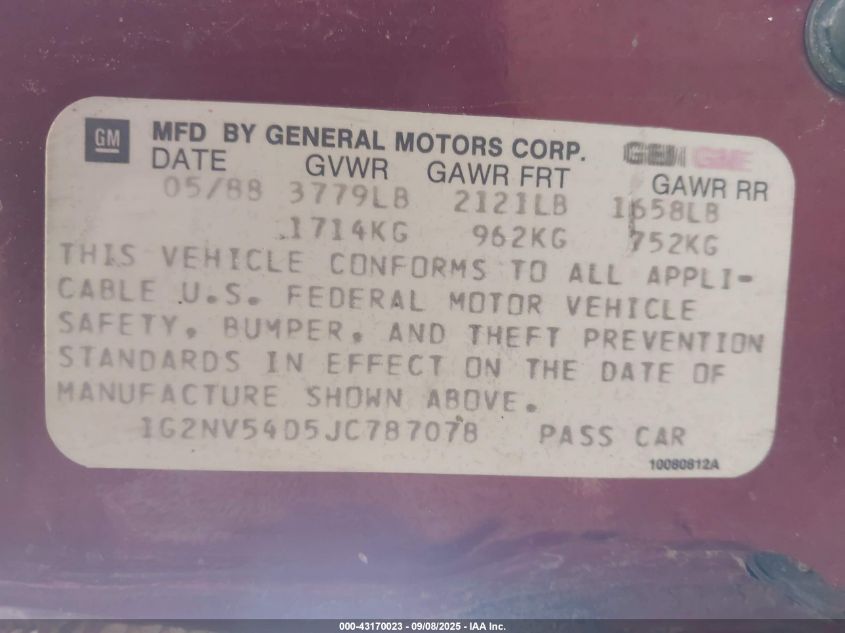 GM MFD BY GENERAL MOTORS CORP. GEN GME
DATE GVWR GAWR FRT GAWR RR
05/88 3779LB 2121LB 1658LB
1714KG 962KG 752KG
THIS VEHICLE CONFORMS TO ALL APPLI-
CABLE U.S. FEDERAL MOTOR VEHICLE
SAFETY, BUMPER, AND THEFT PREVENTION
STANDARDS IN EFFECT ON THE DATE OF
MANUFACTURE SHOWN ABOVE.
1G2NV54D5JC787078 PASS CAR
10080812A
000-43170023 - 09/08/2025 - IAA Inc.